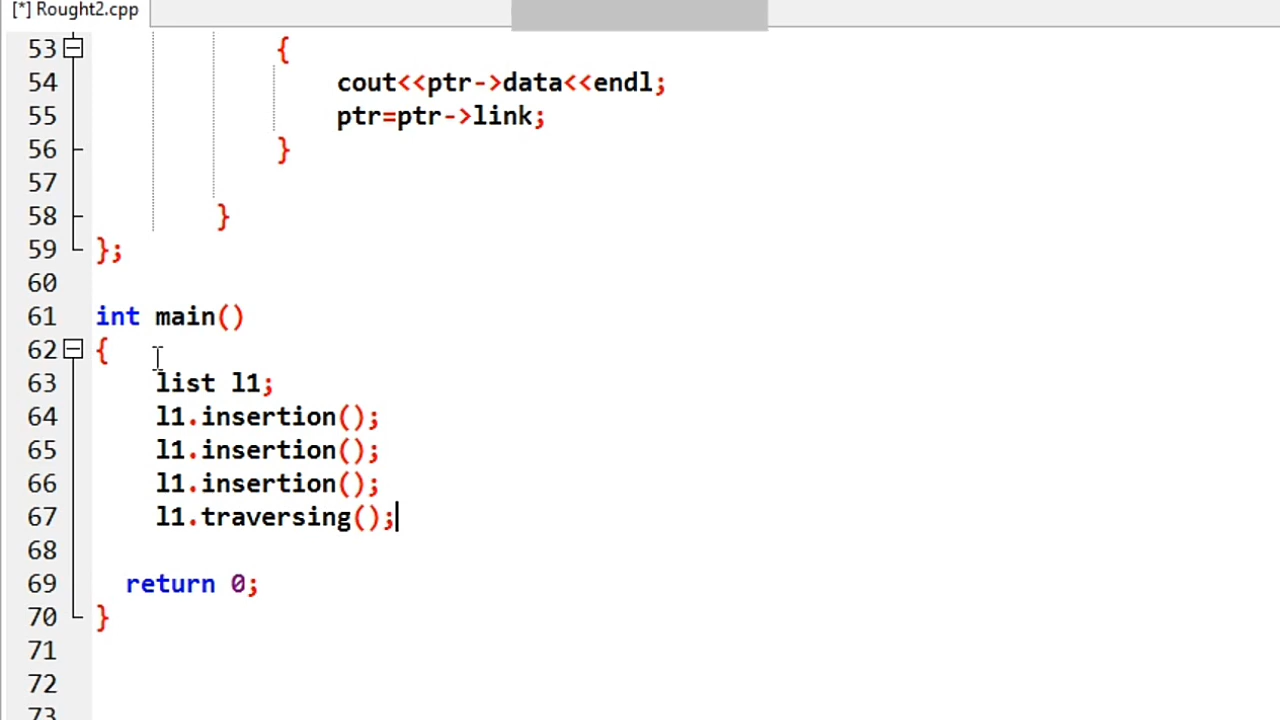 [*] Rought2.cpp
53 {
54 cout<<ptr->data<<endl;
55 ptr=ptr->link;
56 }
57
58 }
59 };
60
61 int main()
62 {
63 list l1;
64 l1.insertion();
65 l1.insertion();
66 l1.insertion();
67 l1.traversing();
68
69 return 0;
70 }
71
72
73